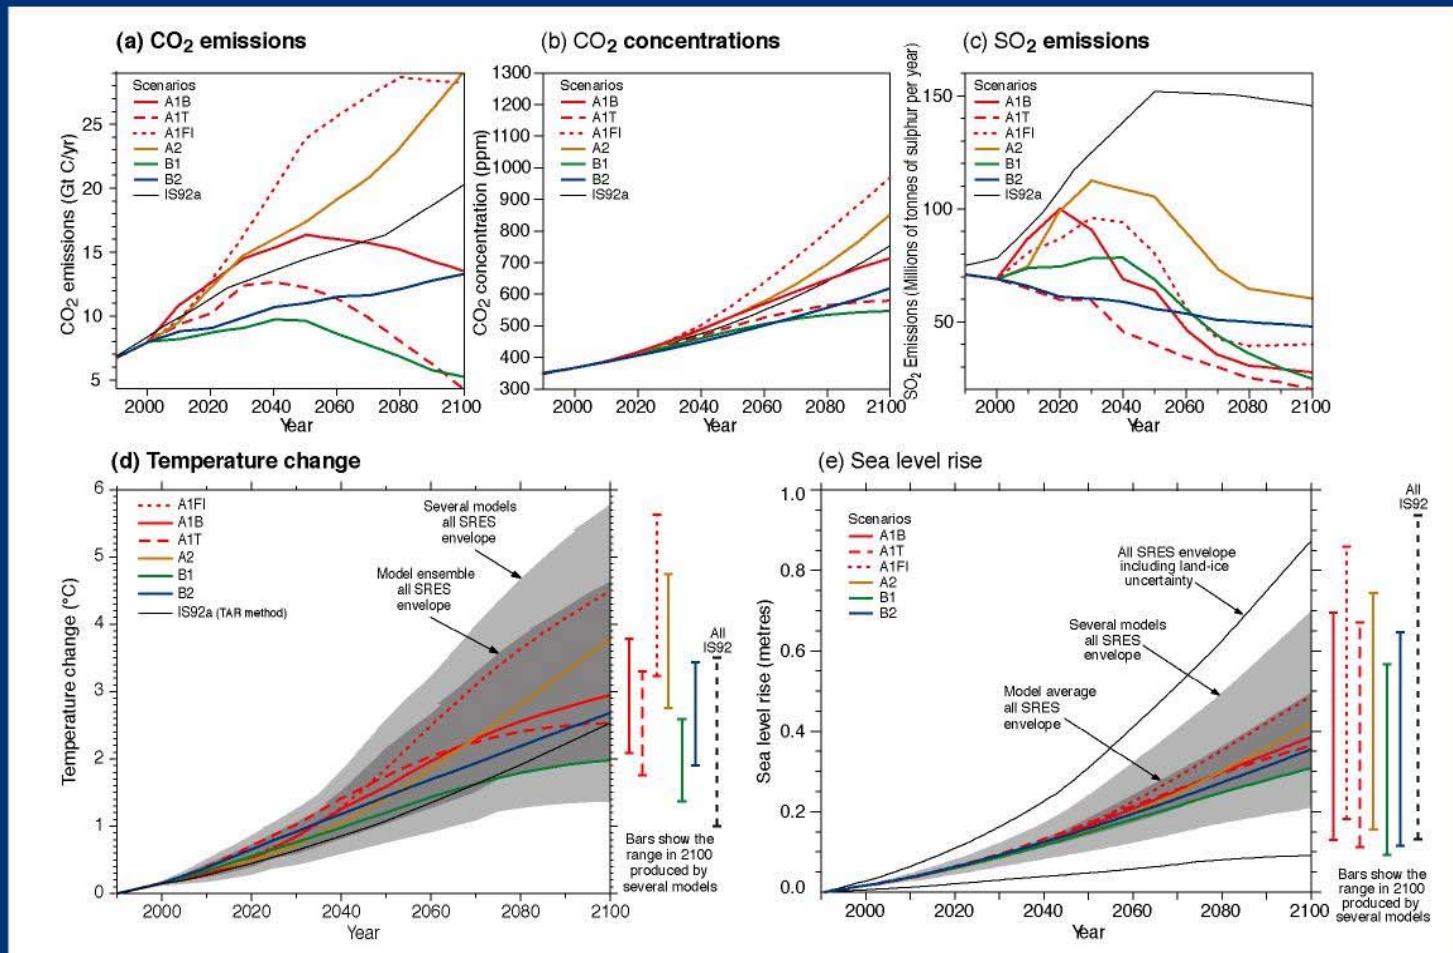 (a) CO2 emissions
Scenarios
A1B
A1T
A1FI
A2
B1
B2
IS92a
CO2 emissions (Gt C/yr)
25
20
15
10
5
2000 2020 2040 2060 2080 2100
Year
(b) CO2 concentrations
Scenarios
A1B
A1T
A1FI
A2
B1
B2
IS92a
CO2 concentration (ppm)
1300
1200
1100
1000
900
800
700
600
500
400
300
2000 2020 2040 2060 2080 2100
Year
(c) SO2 emissions
Scenarios
A1B
A1T
A1FI
A2
B1
B2
IS92a
SO2 Emissions (Millions of tonnes of sulphur per year)
150
100
50
2000 2020 2040 2060 2080 2100
Year
(d) Temperature change
A1FI
A1B
A1T
A2
B1
B2
IS92a (TAR method)
Several models
all SRES
envelope
Model ensemble
all SRES
envelope
Temperature change (°C)
6
5
4
3
2
1
0
2000 2020 2040 2060 2080 2100
Year
All
IS92
Bars show the
range in 2100
produced by
several models
(e) Sea level rise
Scenarios
A1B
A1T
A1FI
A2
B1
B2
All SRES envelope
including land-ice
uncertainty
Several models
all SRES
envelope
Model average
all SRES
envelope
Sea level rise (metres)
1.0
0.8
0.6
0.4
0.2
0.0
2000 2020 2040 2060 2080 2100
Year
All
IS92
Bars show the
range in 2100
produced by
several models